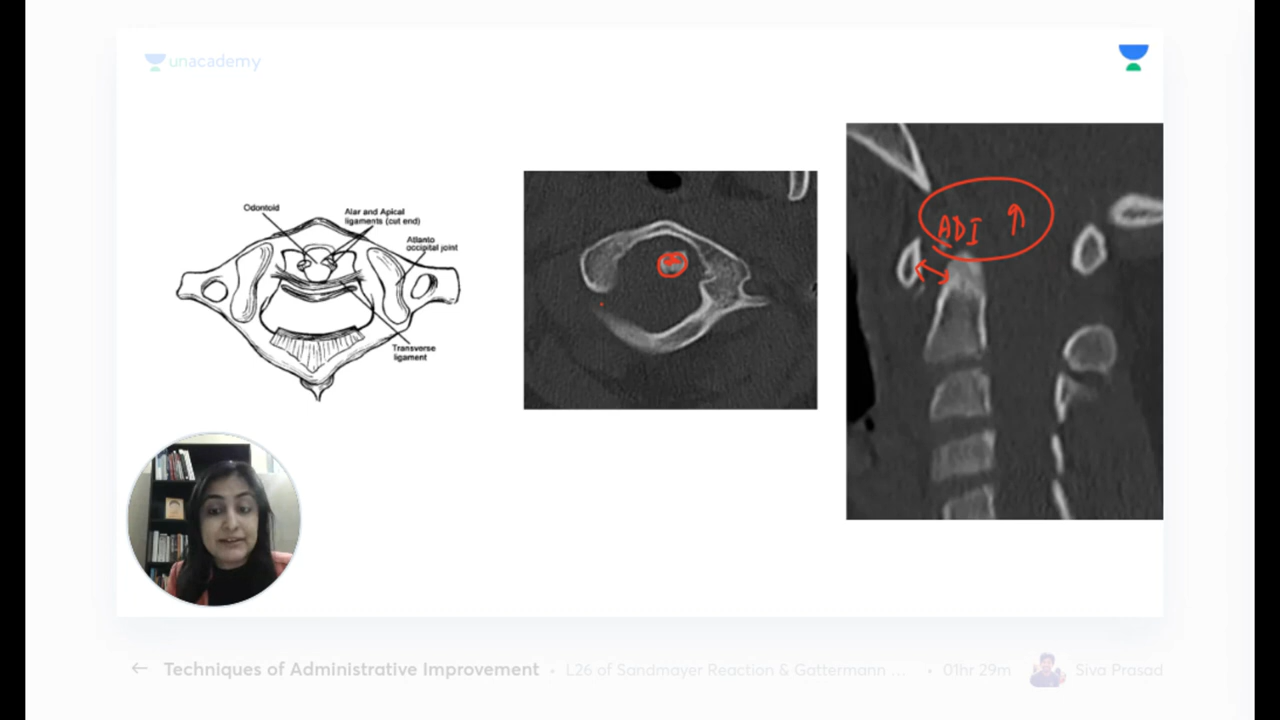 unacademy
Odontoid
Alar and Apical
ligaments (cut end)
Atlanto
occipital joint
Transverse
ligament
ADI ↑
← Techniques of Administrative Improvement • L26 of Sandmayer Reaction & Gattermann ... • 01hr 29m Siva Prasad